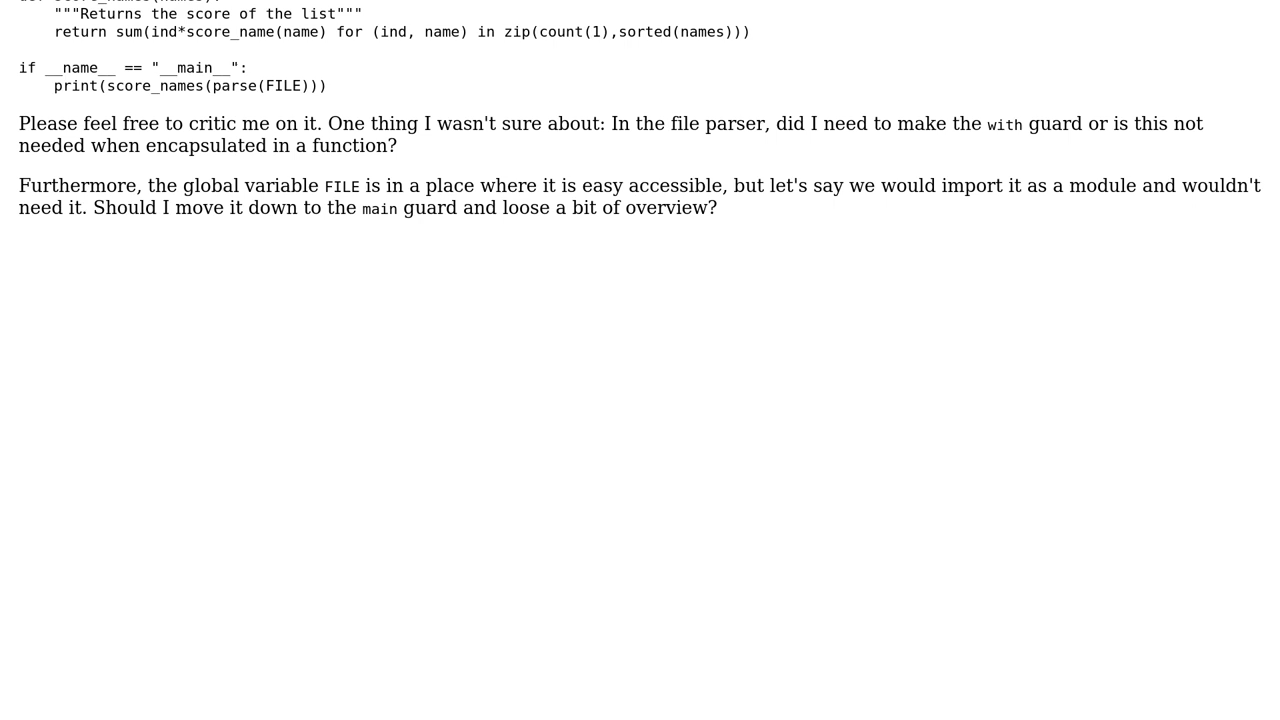 def score_names(names):
    """Returns the score of the list"""
    return sum(ind*score_name(name) for (ind, name) in zip(count(1),sorted(names)))
if __name__ == "__main__":
    print(score_names(parse(FILE)))
Please feel free to critic me on it. One thing I wasn't sure about: In the file parser, did I need to make the with guard or is this not
needed when encapsulated in a function?
Furthermore, the global variable FILE is in a place where it is easy accessible, but let's say we would import it as a module and wouldn't
need it. Should I move it down to the main guard and loose a bit of overview?